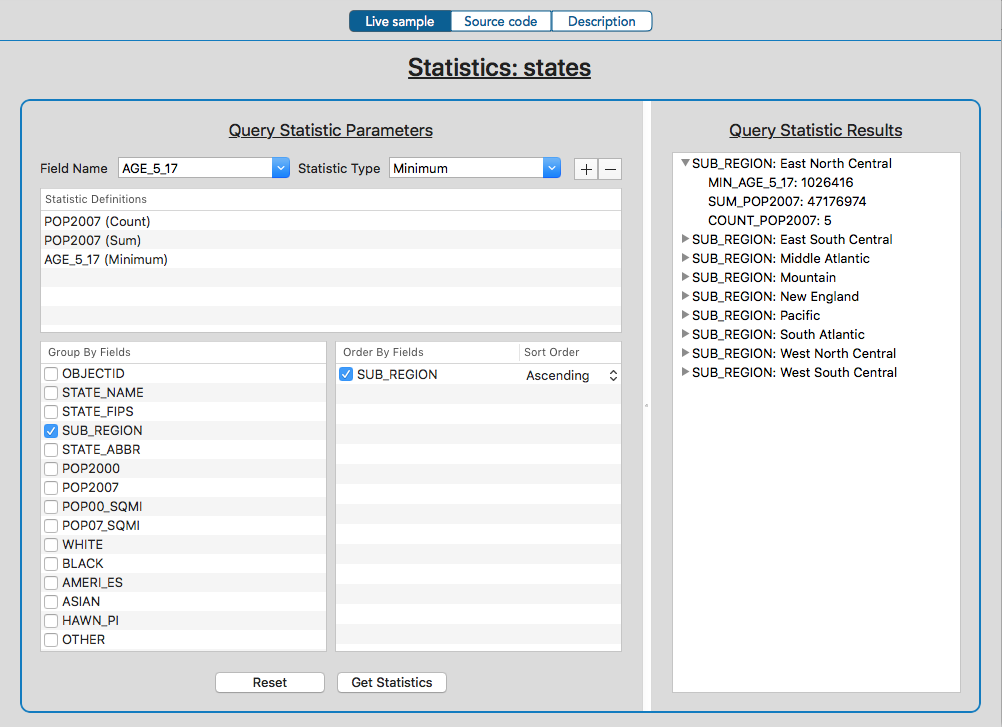 Live sample Source code Description
Statistics: states
Query Statistic Parameters
Field Name AGE_5_17 Statistic Type Minimum + −
Statistic Definitions
POP2007 (Count)
POP2007 (Sum)
AGE_5_17 (Minimum)
Group By Fields
OBJECTID
STATE_NAME
STATE_FIPS
SUB_REGION
STATE_ABBR
POP2000
POP2007
POP00_SQMI
POP07_SQMI
WHITE
BLACK
AMERI_ES
ASIAN
HAWN_PI
OTHER
Order By Fields Sort Order
SUB_REGION Ascending
Reset Get Statistics
Query Statistic Results
SUB_REGION: East North Central
MIN_AGE_5_17: 1026416
SUM_POP2007: 47176974
COUNT_POP2007: 5
SUB_REGION: East South Central
SUB_REGION: Middle Atlantic
SUB_REGION: Mountain
SUB_REGION: New England
SUB_REGION: Pacific
SUB_REGION: South Atlantic
SUB_REGION: West North Central
SUB_REGION: West South Central